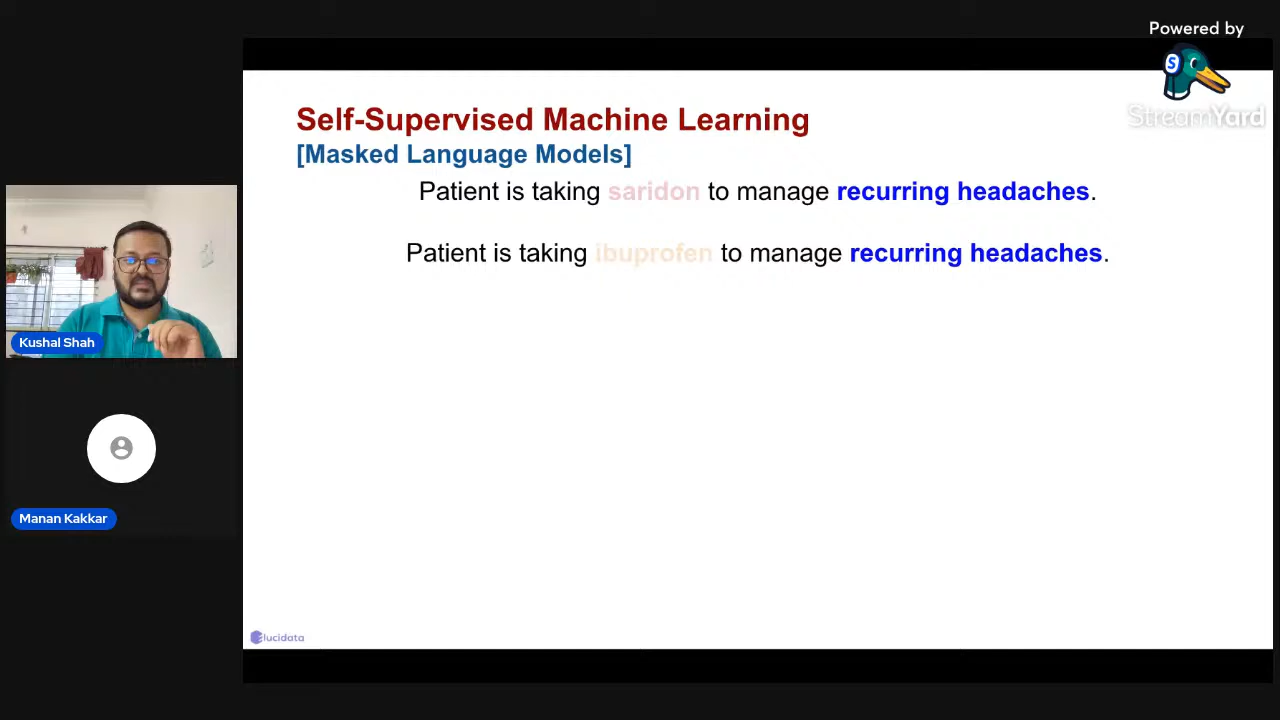 Powered by
StreamYard
Self-Supervised Machine Learning
[Masked Language Models]
Patient is taking saridon to manage recurring headaches.
Patient is taking ibuprofen to manage recurring headaches.
Kushal Shah
Manan Kakkar
Elucidata